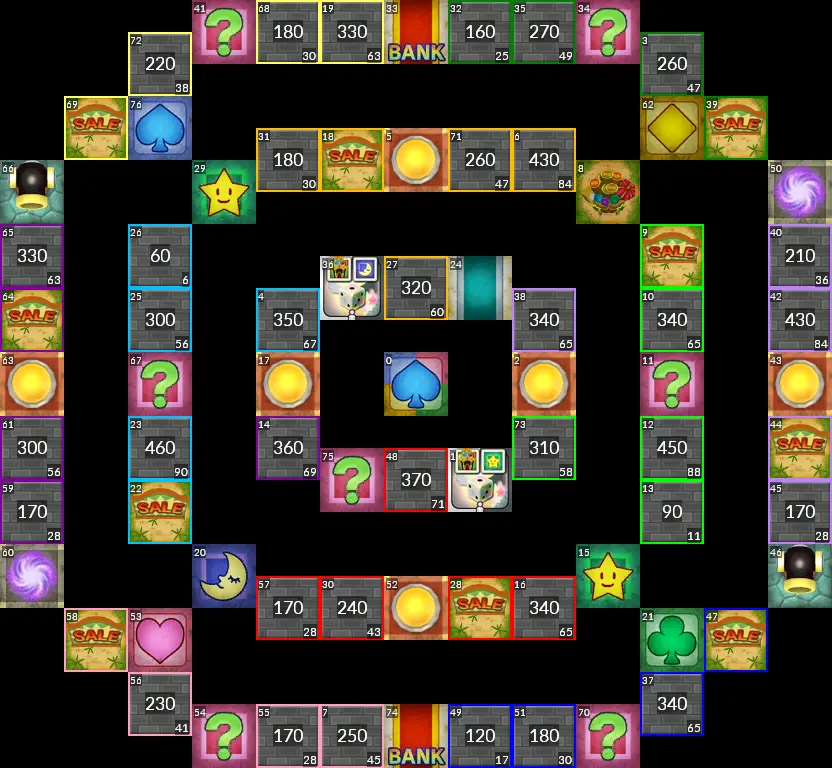 41 68 180 30 19 330 63 33 BANK 32 160 25 35 270 49 34
72 220 38 3 260 47
69 SALE 76 62 39 SALE
31 180 30 18 SALE 5 71 260 47 6 430 84
66 29 8 50
65 330 63 26 60 6 9 SALE 40 210 36
36 27 320 60 24
64 SALE 25 300 56 4 350 67 38 340 65 10 340 65 42 430 84
63 67 17 0 2 11 43
61 300 56 23 460 90 14 360 69 73 310 58 12 450 88 44 SALE
75 48 370 71 1
59 170 28 22 SALE 13 90 11 45 170 28
60 20 15 46
57 170 28 30 240 43 52 28 SALE 16 340 65
58 SALE 53 21 47 SALE
56 230 41 37 340 65
54 55 170 28 7 250 45 74 BANK 49 120 17 51 180 30 70